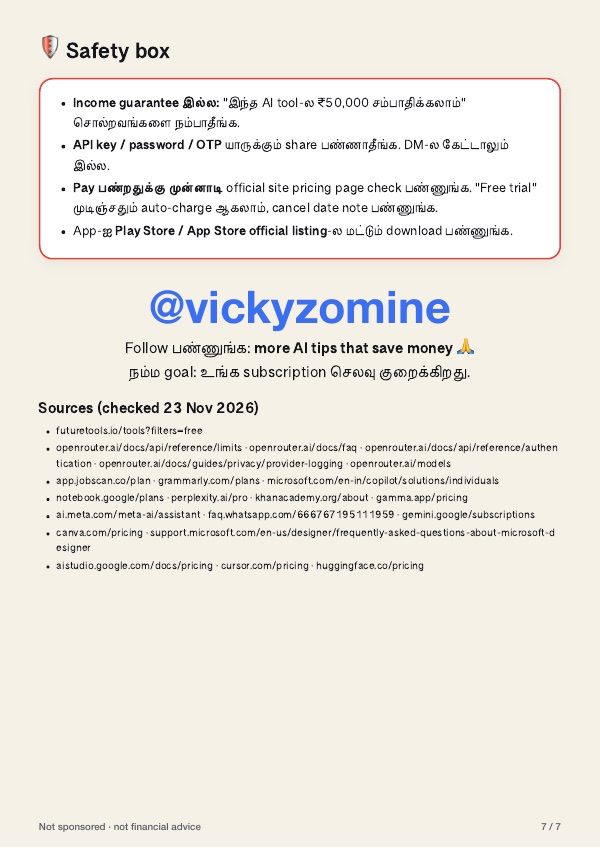 🛡️ Safety box
• Income guarantee இல்ல: "இந்த AI tool-ல ₹50,000 சம்பாதிக்கலாம்"
சொல்றவங்களை நம்பாதீங்க.
• API key / password / OTP யாருக்கும் share பண்ணாதீங்க. DM-ல கேட்டாலும்
இல்ல.
• Pay பண்றதுக்கு முன்னாடி official site pricing page check பண்ணுங்க. "Free trial"
முடிஞ்சதும் auto-charge ஆகலாம், cancel date note பண்ணுங்க.
• App-ஐ Play Store / App Store official listing-ல மட்டும் download பண்ணுங்க.
@vickyzomine
Follow பண்ணுங்க: more AI tips that save money 🙏
நம்ம goal: உங்க subscription செலவு குறைக்கிறது.
Sources (checked 23 Nov 2026)
• futuretools.io/tools?filters=free
• openrouter.ai/docs/api/reference/limits · openrouter.ai/docs/faq · openrouter.ai/docs/api/reference/authen
tication · openrouter.ai/docs/guides/privacy/provider-logging · openrouter.ai/models
• app.jobscan.co/plan · grammarly.com/plans · microsoft.com/en-in/copilot/solutions/individuals
• notebook.google/plans · perplexity.ai/pro · khanacademy.org/about · gamma.app/pricing
• ai.meta.com/meta-ai/assistant · faq.whatsapp.com/666767195111959 · gemini.google/subscriptions
• canva.com/pricing · support.microsoft.com/en-us/designer/frequently-asked-questions-about-microsoft-d
esigner
• aistudio.google.com/docs/pricing · cursor.com/pricing · huggingface.co/pricing
Not sponsored · not financial advice
7 / 7